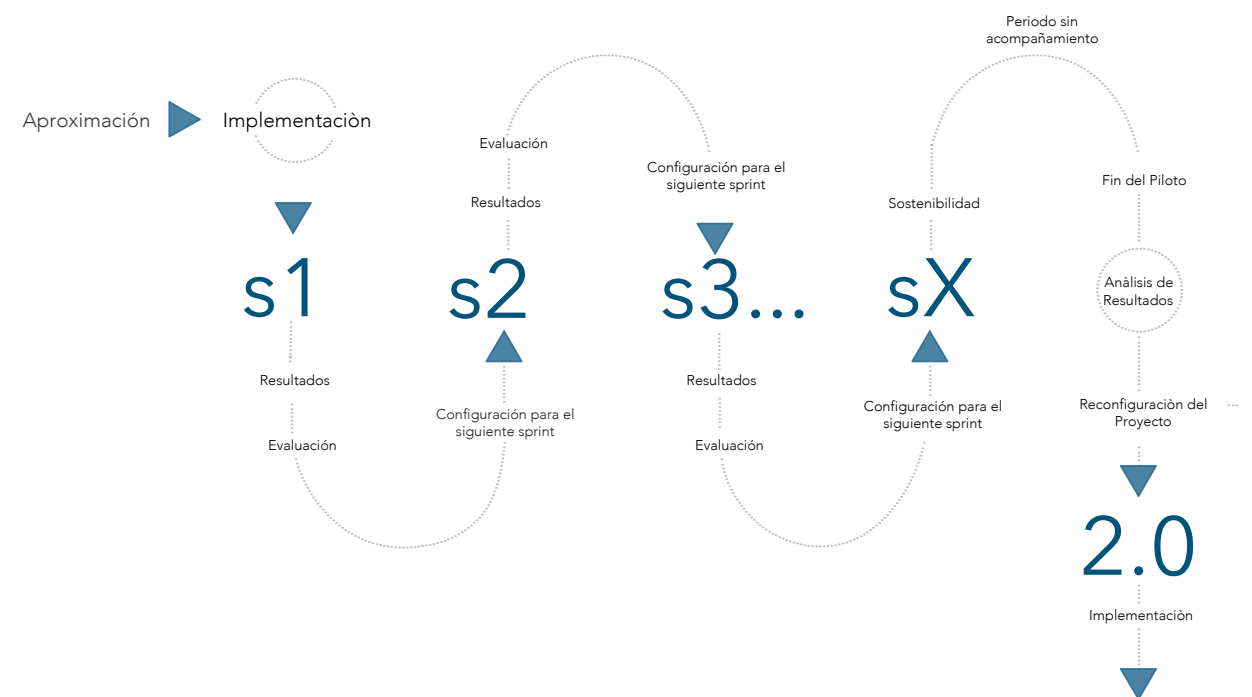 Aproximación
Implementaciòn
s1
Resultados
Evaluación
Configuración para el
siguiente sprint
s2
Resultados
Evaluación
Configuración para el
siguiente sprint
s3...
Resultados
Evaluación
Configuración para el
siguiente sprint
sX
Sostenibilidad
Periodo sin
acompañamiento
Fin del Piloto
Anàlisis de
Resultados
Reconfiguraciòn del
Proyecto
2.0
Implementaciòn